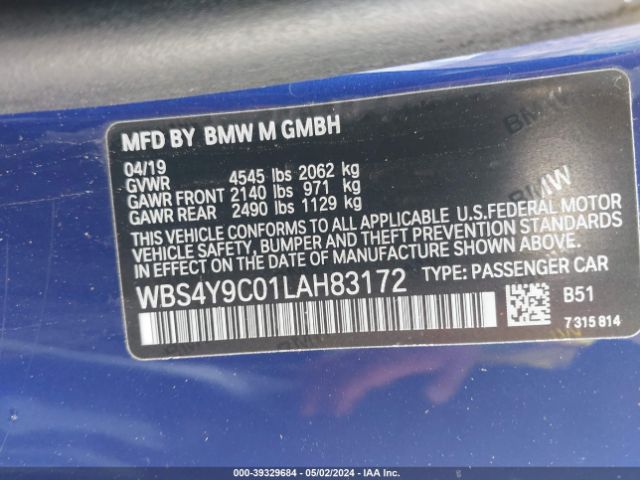 MFD BY BMW M GMBH
04/19
GVWR 4545 lbs 2062 kg
GAWR FRONT 2140 lbs 971 kg
GAWR REAR 2490 lbs 1129 kg
THIS VEHICLE CONFORMS TO ALL APPLICABLE U.S.FEDERAL MOTOR
VEHICLE SAFETY, BUMPER AND THEFT PREVENTION STANDARDS
IN EFFECT ON THE DATE OF MANUFACTURE SHOWN ABOVE.
WBS4Y9C01LAH83172 TYPE: PASSENGER CAR
B51
7315814
BMW
BMW
BMW
000-39329684 - 05/02/2024 - IAA Inc.